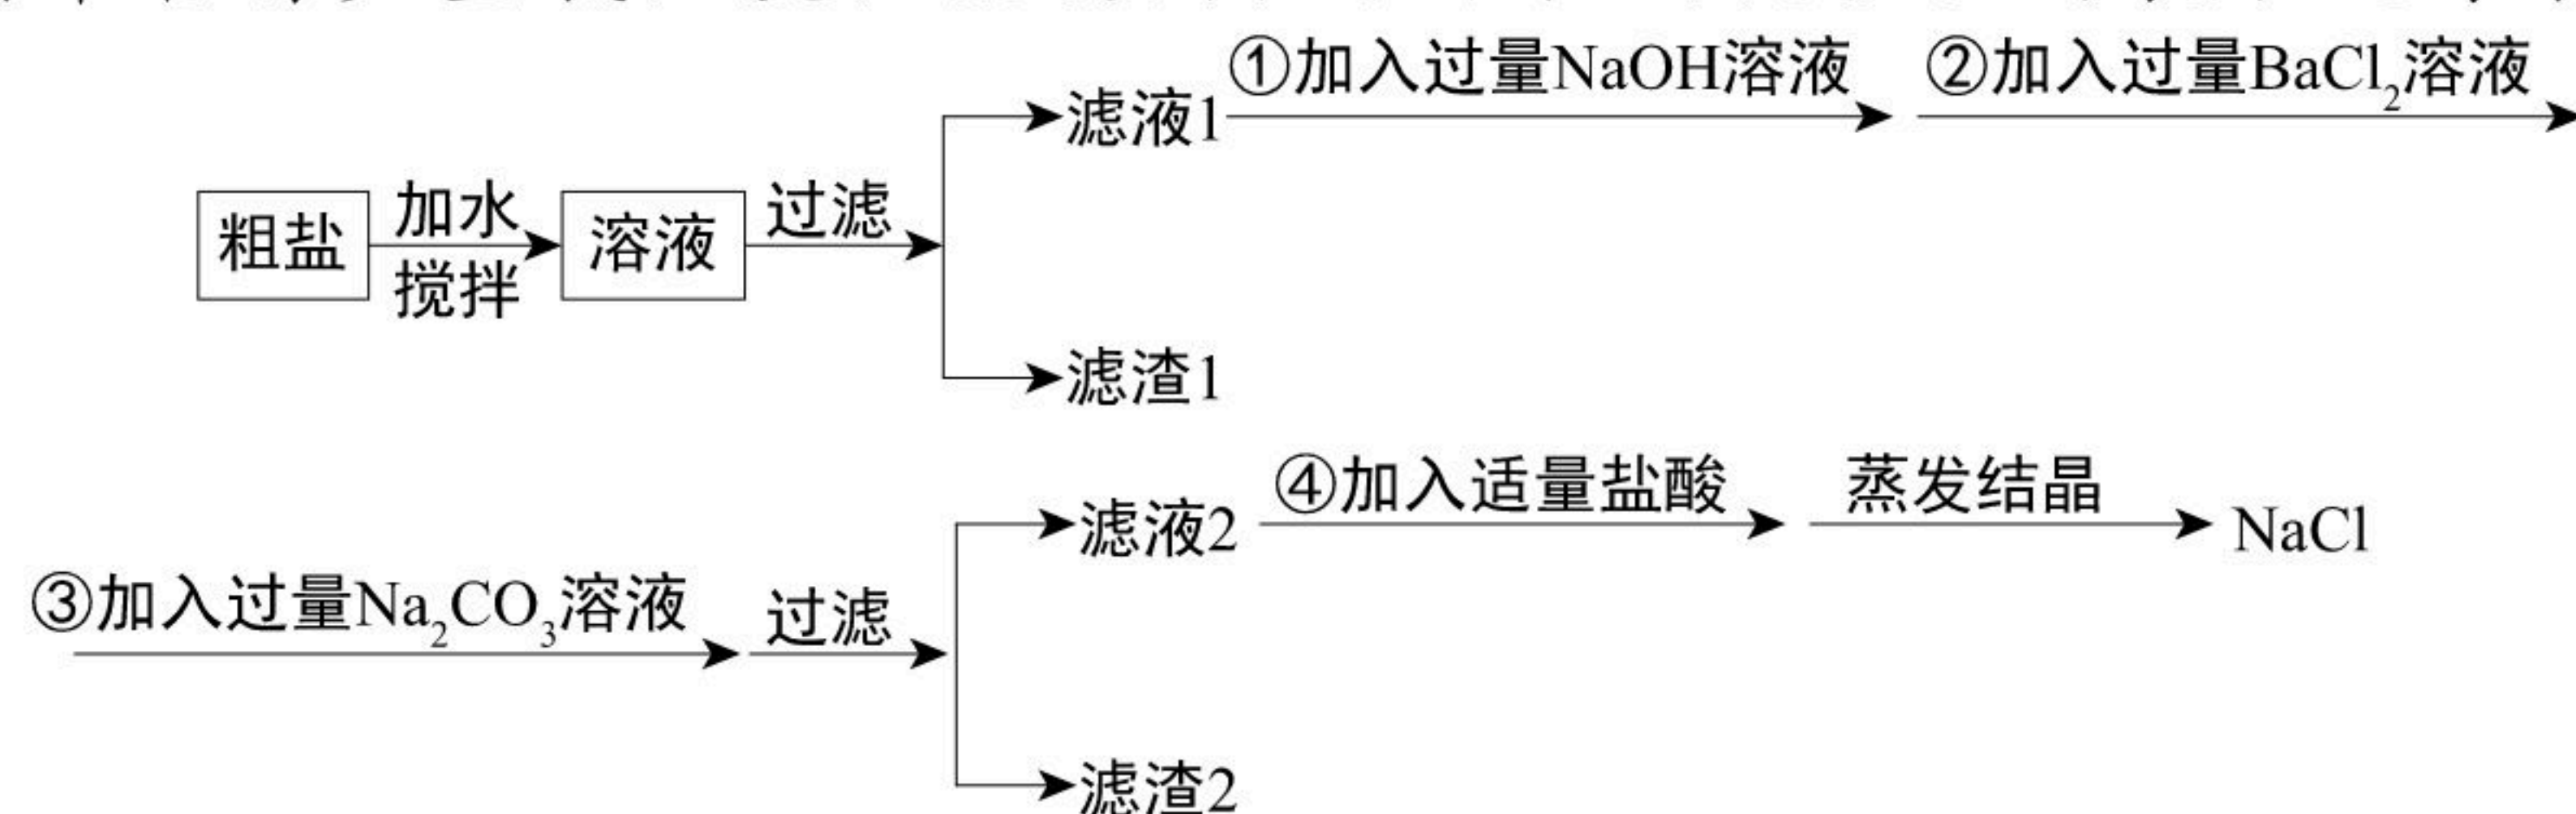 ①加入过量NaOH溶液 ②加入过量BaCl₂溶液
滤液1
粗盐 加水 搅拌 溶液 过滤
滤渣1
④加入适量盐酸 蒸发结晶
滤液2 NaCl
③加入过量Na₂CO₃溶液 过滤
滤渣2